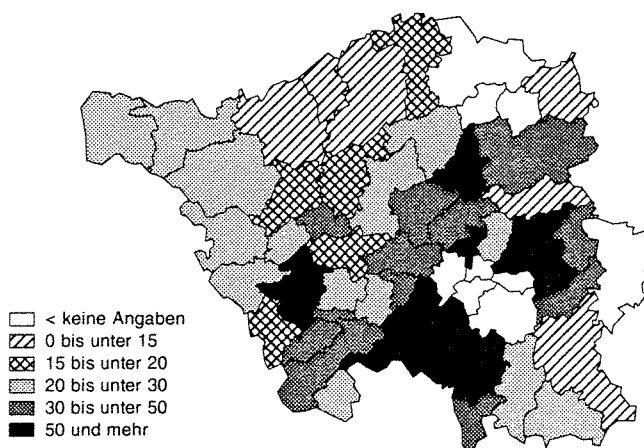 < keine Angaben
0 bis unter 15
15 bis unter 20
20 bis unter 30
30 bis unter 50
50 und mehr